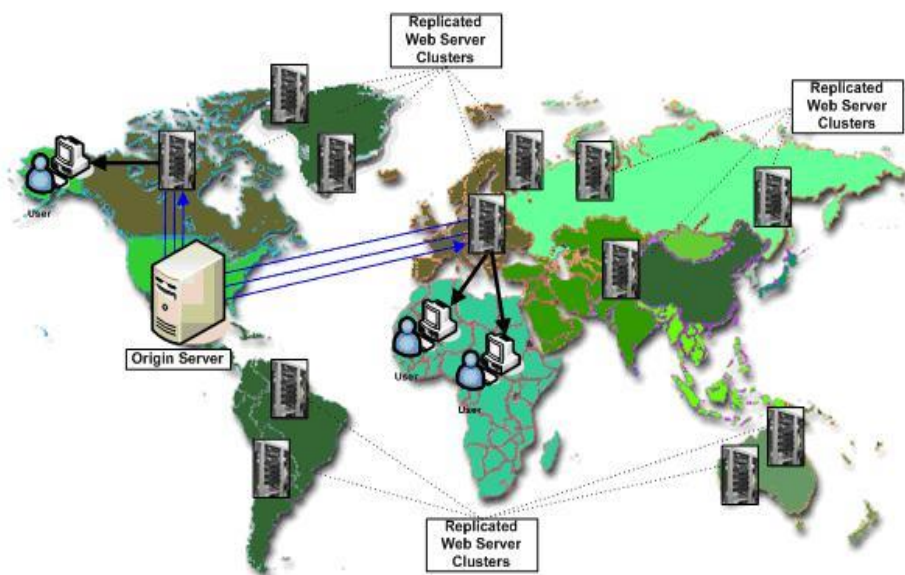 Replicated
Web Server
Clusters
Replicated
Web Server
Clusters
User
Origin Server
User
User
Replicated
Web Server
Clusters